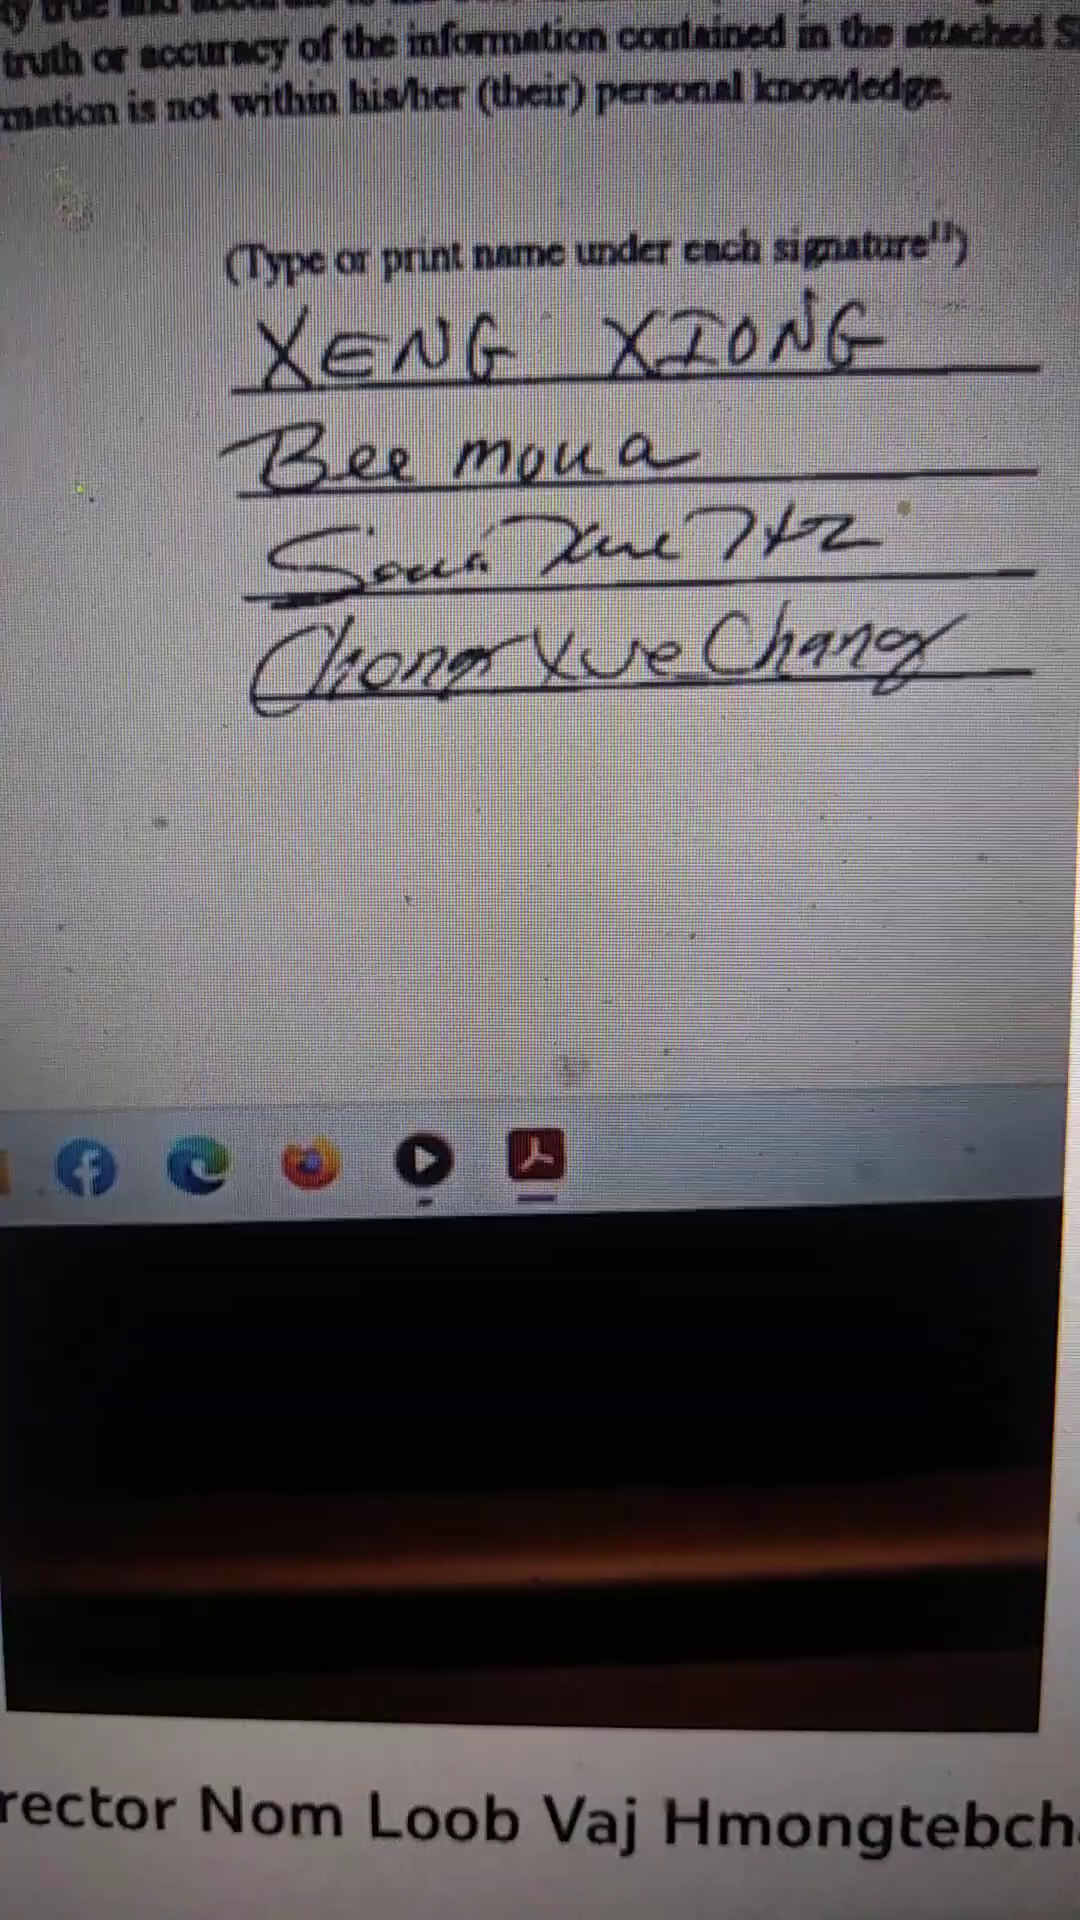 truth or accuracy of the information contained in the attached S
mation is not within his/her (their) personal knowledge.
(Type or print name under each signature11)
XENG XIONG
Bee moua
Chong Xue Chang
rector Nom Loob Vaj Hmongtebch